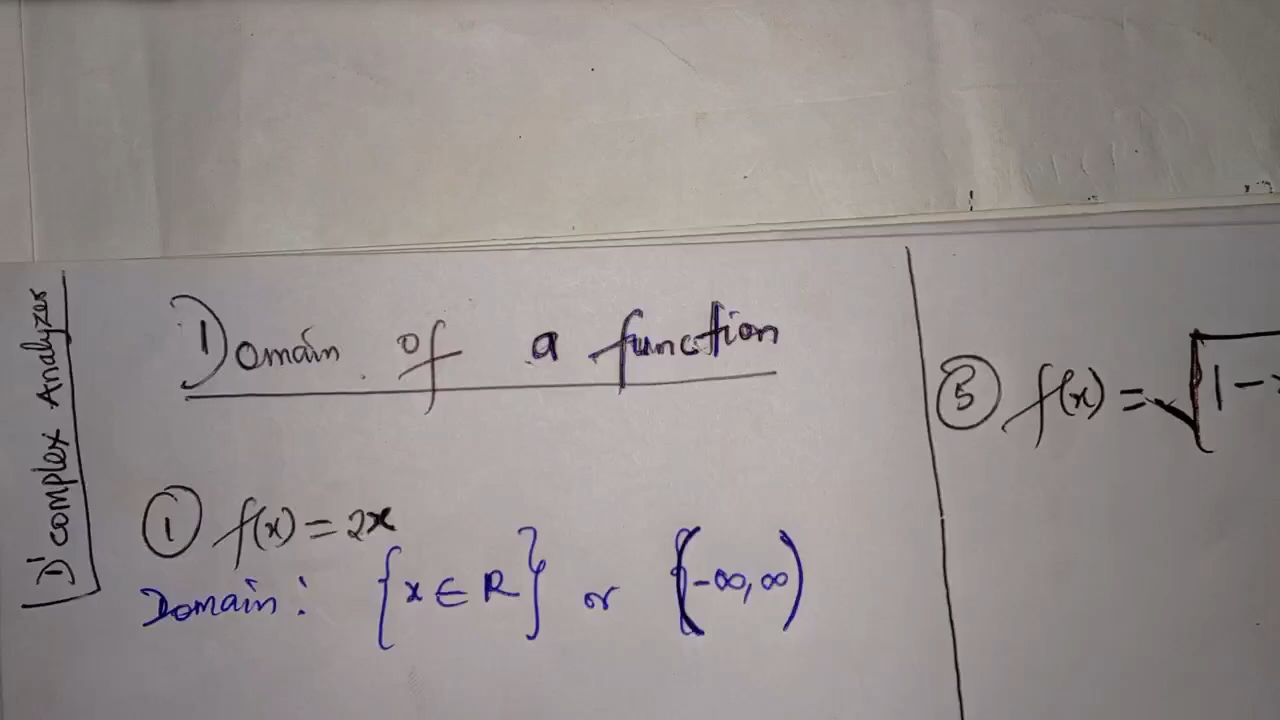 D'complex Analyzer
Domain of a function
① f(x) = 2x
Domain: {x ∈ R} or (-∞, ∞)
⑤ f(x) = √1-